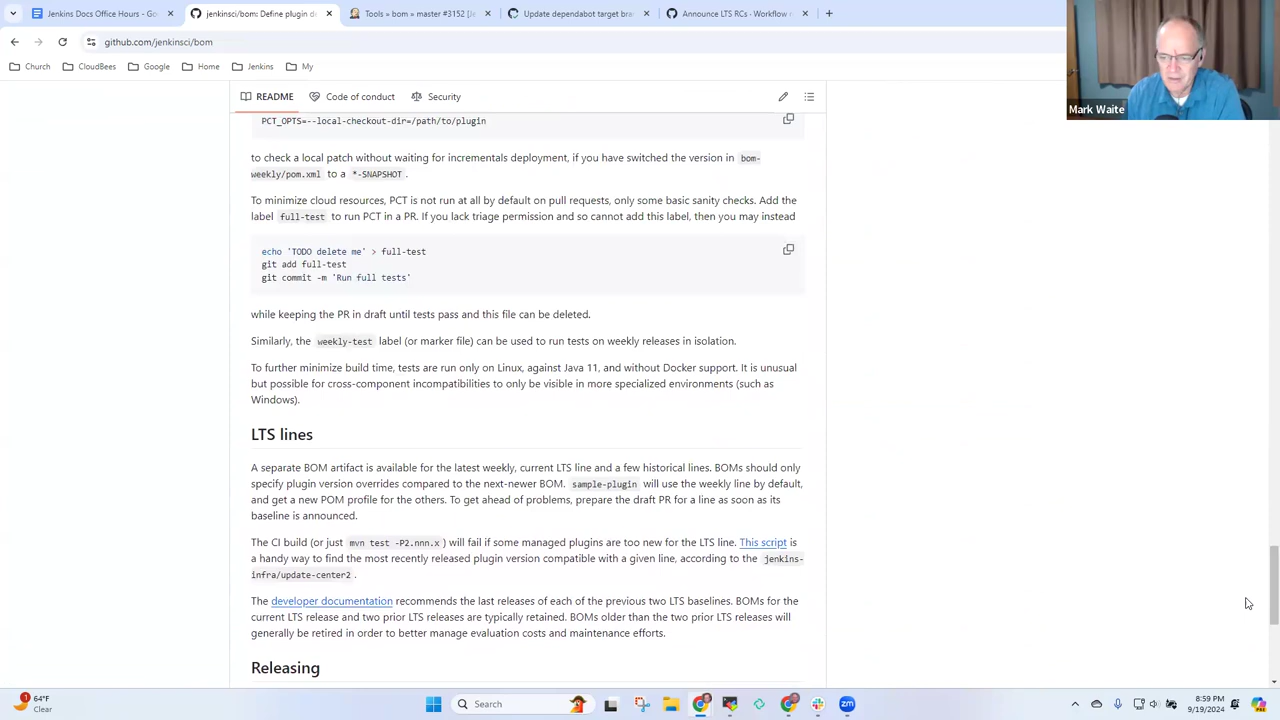 Jenkins Docs Office Hours -
jenkinsci/bom: Define plugin de
Tools » bom » master #3152 [
Update dependabot target bra
Announce LTS RCs - Workflow r
github.com/jenkinsci/bom
Church
CloudBees
Google
Home
Jenkins
My
Mark Waite
README
Code of conduct
Security
PCT_OPTS=--local-checkout-dir=/path/to/plugin
to check a local patch without waiting for incrementals deployment, if you have switched the version in bom-
weekly/pom.xml to a *-SNAPSHOT .
To minimize cloud resources, PCT is not run at all by default on pull requests, only some basic sanity checks. Add the
label full-test to run PCT in a PR. If you lack triage permission and so cannot add this label, then you may instead
echo 'TODO delete me' > full-test
git add full-test
git commit -m 'Run full tests'
while keeping the PR in draft until tests pass and this file can be deleted.
Similarly, the weekly-test label (or marker file) can be used to run tests on weekly releases in isolation.
To further minimize build time, tests are run only on Linux, against Java 11, and without Docker support. It is unusual
but possible for cross-component incompatibilities to only be visible in more specialized environments (such as
Windows).
LTS lines
A separate BOM artifact is available for the latest weekly, current LTS line and a few historical lines. BOMs should only
specify plugin version overrides compared to the next-newer BOM. sample-plugin will use the weekly line by default,
and get a new POM profile for the others. To get ahead of problems, prepare the draft PR for a line as soon as its
baseline is announced.
The CI build (or just mvn test -P2.nnn.x ) will fail if some managed plugins are too new for the LTS line. This script is
a handy way to find the most recently released plugin version compatible with a given line, according to the jenkins-
infra/update-center2 .
The developer documentation recommends the last releases of each of the previous two LTS baselines. BOMs for the
current LTS release and two prior LTS releases are typically retained. BOMs older than the two prior LTS releases will
generally be retired in order to better manage evaluation costs and maintenance efforts.
Releasing
1
64°F
Clear
Search
zm
8:59 PM
9/19/2024